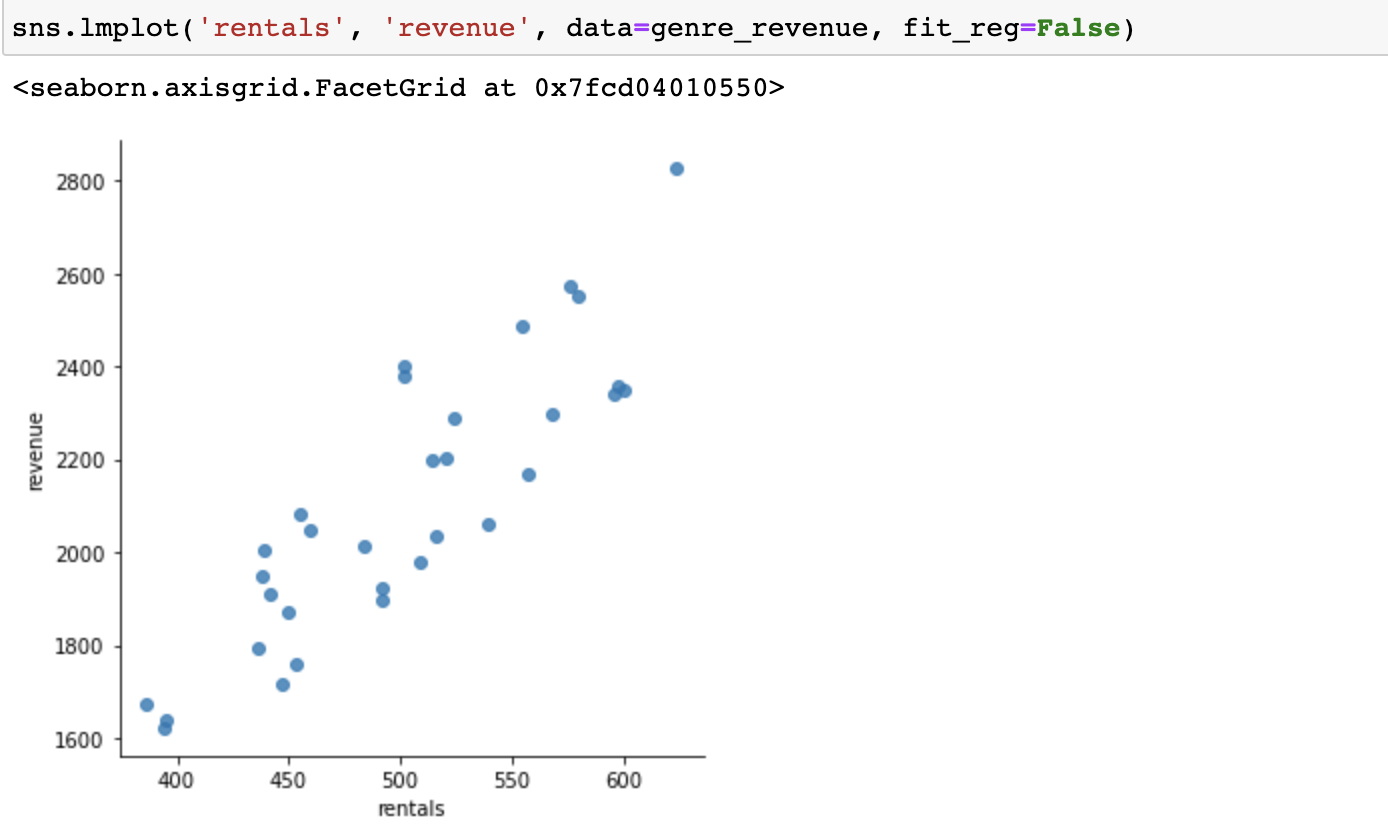 sns.lmplot('rentals', 'revenue', data=genre_revenue, fit_reg=False)
<seaborn.axisgrid.FacetGrid at 0x7fcd04010550>
2800
2600
2400
2200
2000
1800
1600
revenue
400 450 500 550 600
rentals